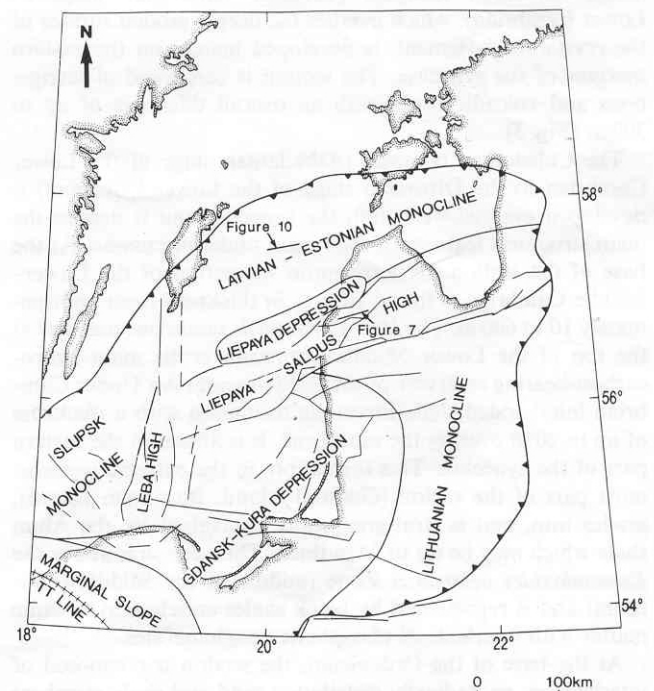 N
58°
Figure 10
LATVIAN - ESTONIAN MONOCLINE
LIEPAYA DEPRESSION
LIEPAYA SALDUS HIGH
Figure 7
56°
SLUPSK
MONOCLINE
LEBA HIGH
GDANSK-KURA DEPRESSION
LITHUANIAN MONOCLINE
MARGINAL SLOPE
TT LINE
54°
18°
20°
22°
0 100km